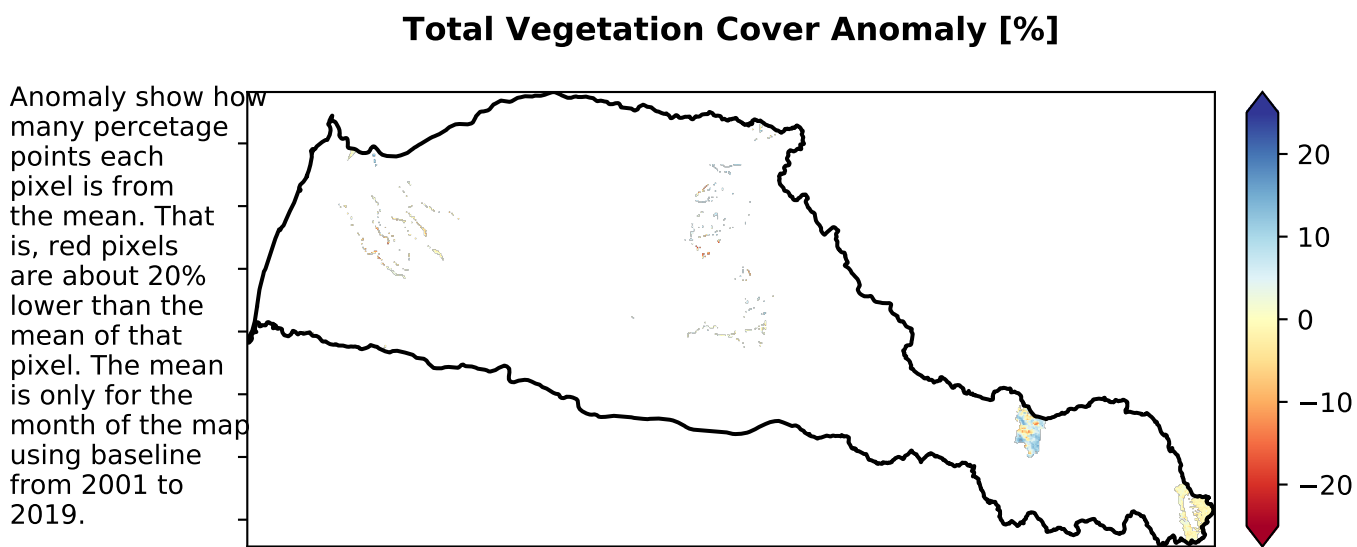 Total Vegetation Cover Anomaly [%]
Anomaly show how
many percetage
points each
pixel is from
the mean. That
is, red pixels
are about 20%
lower than the
mean of that
pixel. The mean
is only for the
month of the map
using baseline
from 2001 to
2019.
20
10
0
−10
−20